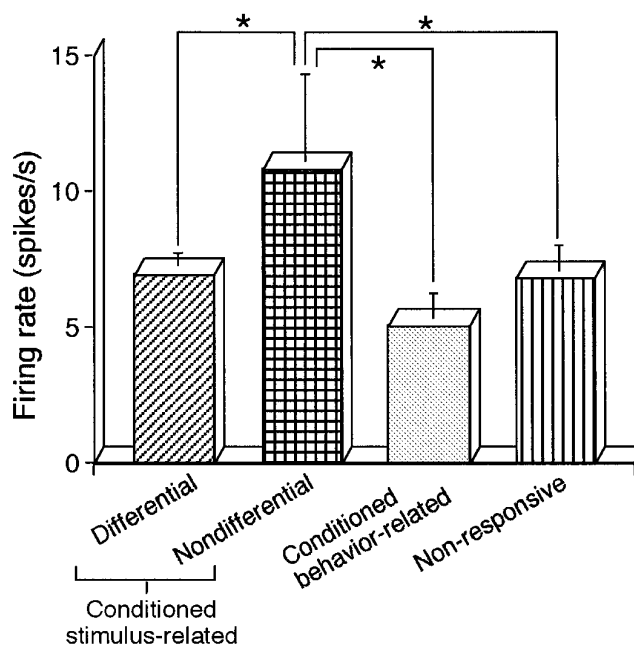 * *
*
15
10
5
0
Firing rate (spikes/s)
Differential
Nondifferential
Conditioned
behavior-related
Non-responsive
Conditioned
stimulus-related